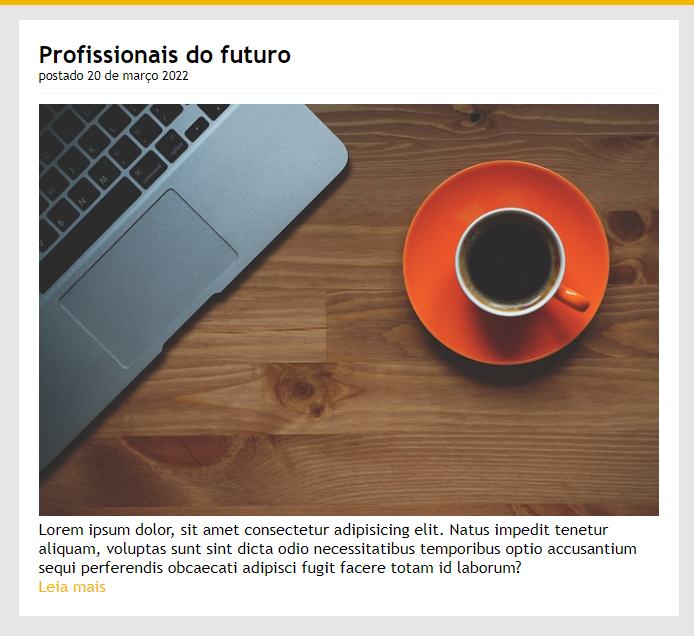 Profissionais do futuro
postado 20 de março 2022
command
option
Lorem ipsum dolor, sit amet consectetur adipisicing elit. Natus impedit tenetur
aliquam, voluptas sunt sint dicta odio necessitatibus temporibus optio accusantium
sequi perferendis obcaecati adipisci fugit facere totam id laborum?
Leia mais